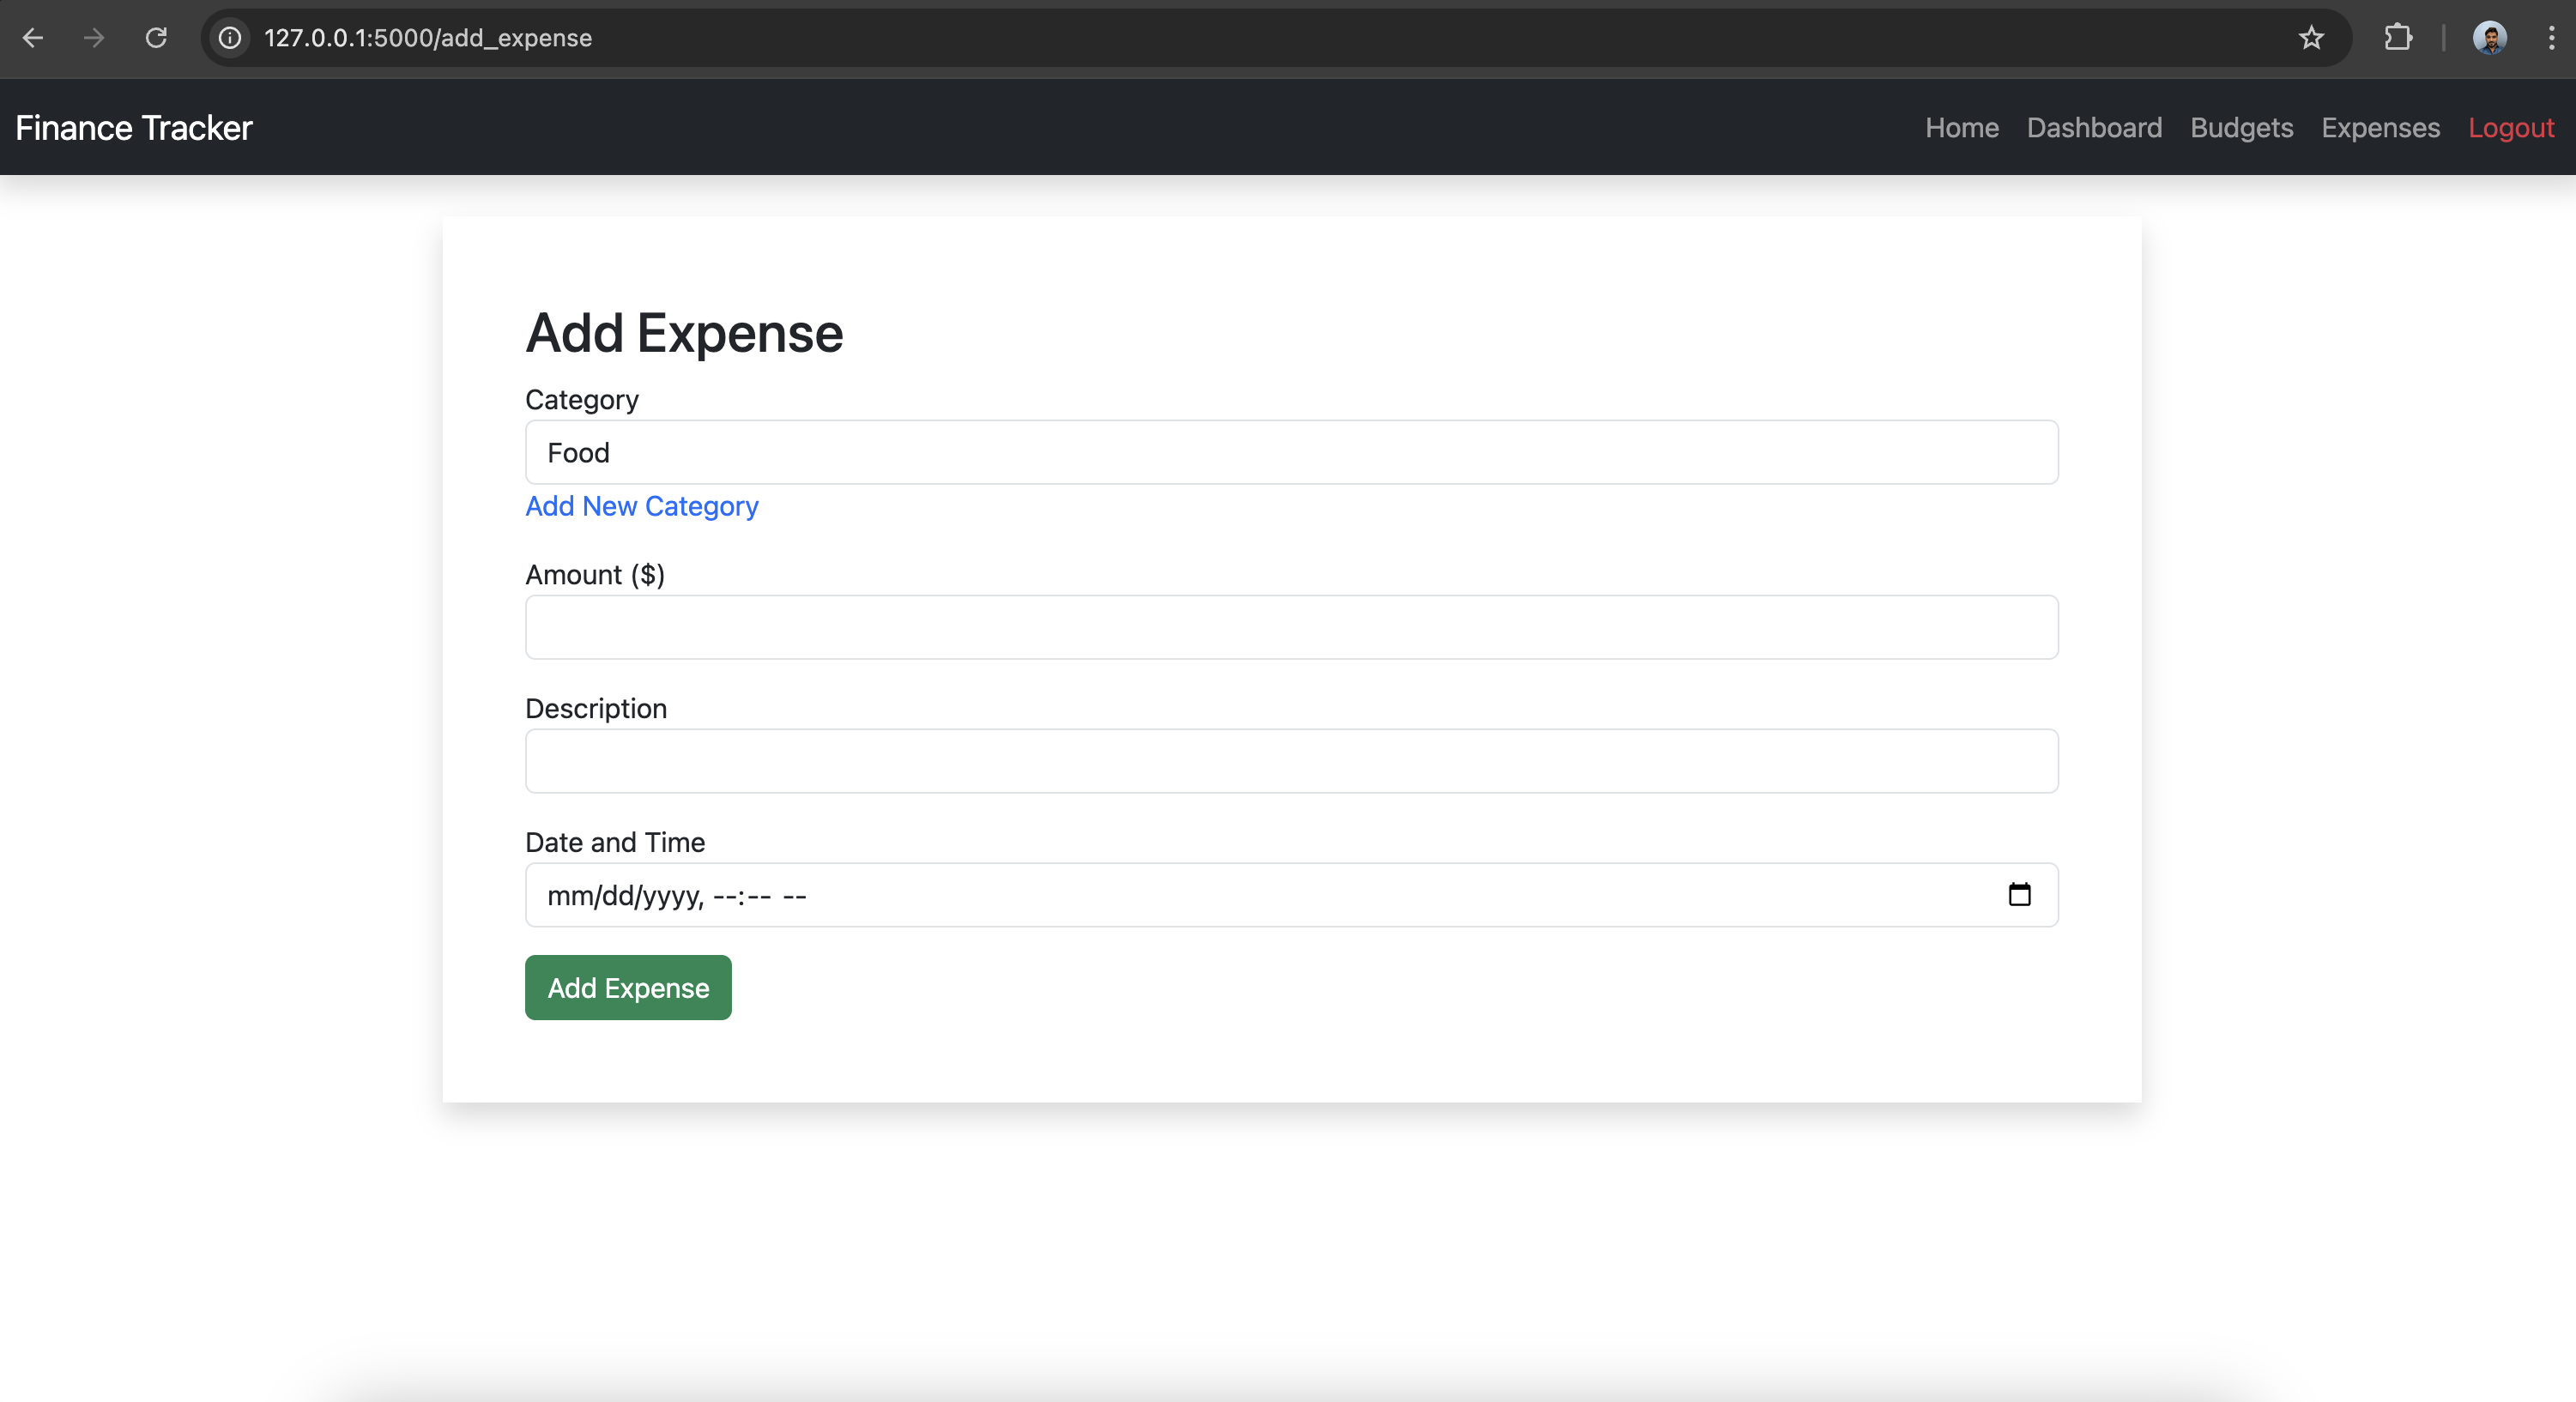 127.0.0.1:5000/add_expense
Finance Tracker
Home Dashboard Budgets Expenses Logout
Add Expense
Category
Food
Add New Category
Amount ($)
Description
Date and Time
mm/dd/yyyy, --:-- --
Add Expense